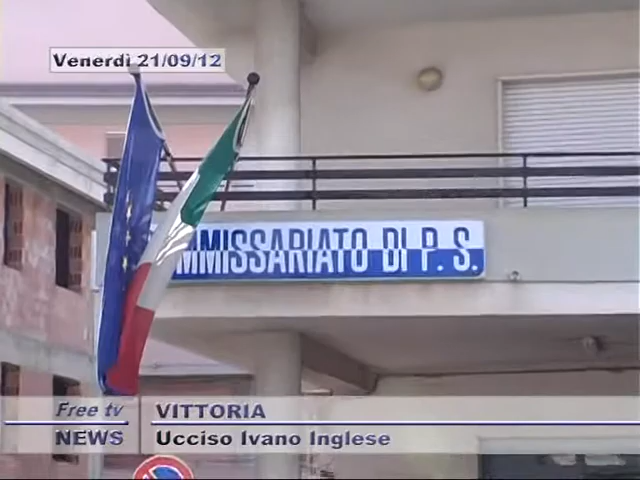 Venerdì 21/09/12
MMISSARIATO DI P. S.
Free tv
NEWS
VITTORIA
Ucciso Ivano Inglese